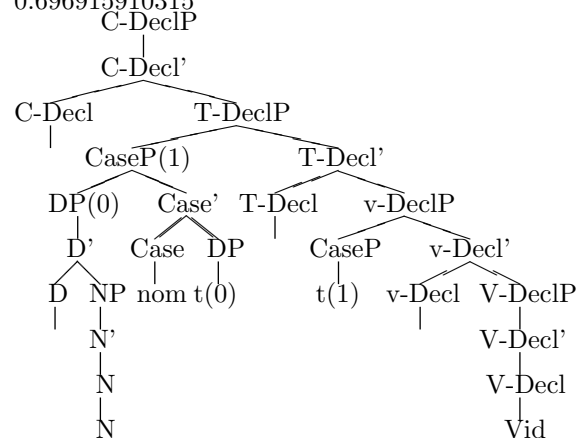 0.696915910315
C-DeclP
C-Decl'
C-Decl T-DeclP
CaseP(1) T-Decl'
DP(0) Case' T-Decl v-DeclP
D' Case DP CaseP v-Decl'
D NP nom t(0) t(1) v-Decl V-DeclP
N' V-Decl'
N V-Decl
N Vid